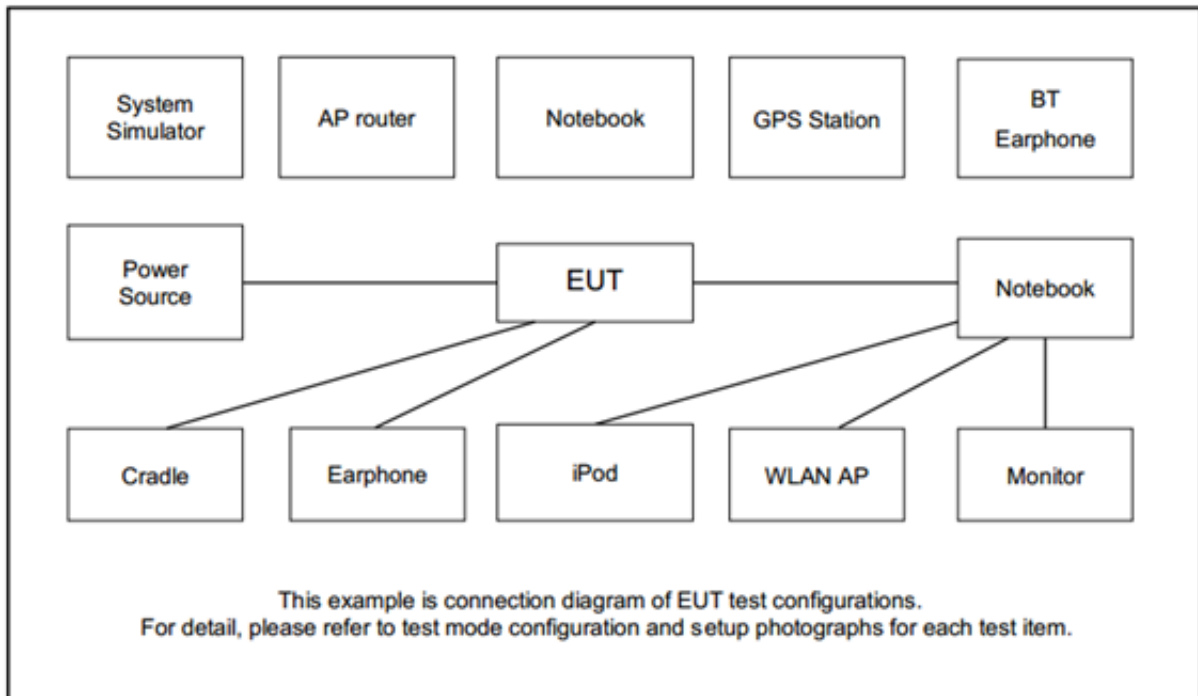 System
Simulator
AP router
Notebook
GPS Station
BT
Earphone
Power
Source
EUT
Notebook
Cradle
Earphone
iPod
WLAN AP
Monitor
This example is connection diagram of EUT test configurations.
For detail, please refer to test mode configuration and setup photographs for each test item.